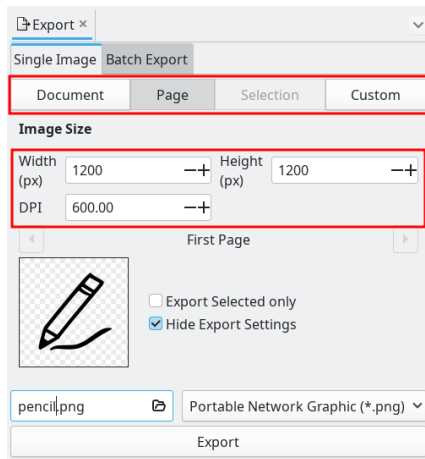 Export ×
Single Image Batch Export
Document Page Selection Custom
Image Size
Width (px) 1200 Height (px) 1200
DPI 600.00
First Page
Export Selected only
Hide Export Settings
pencil.png Portable Network Graphic (*.png)
Export